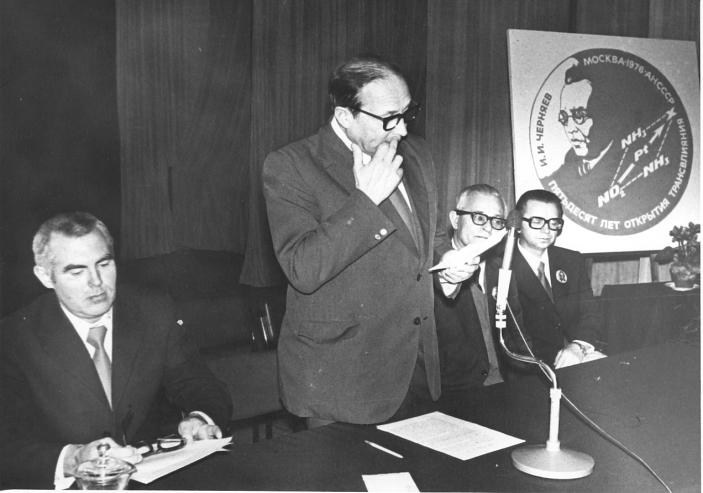 МОСКВА·1976·АНСССР
И.И. ЧЕРНЯЕВ
NH3
X
Pt
NO2
NH3
ПЯТЬДЕСЯТ ЛЕТ ОТКРЫТИЯ ТРАНСВЛИЯНИЯ